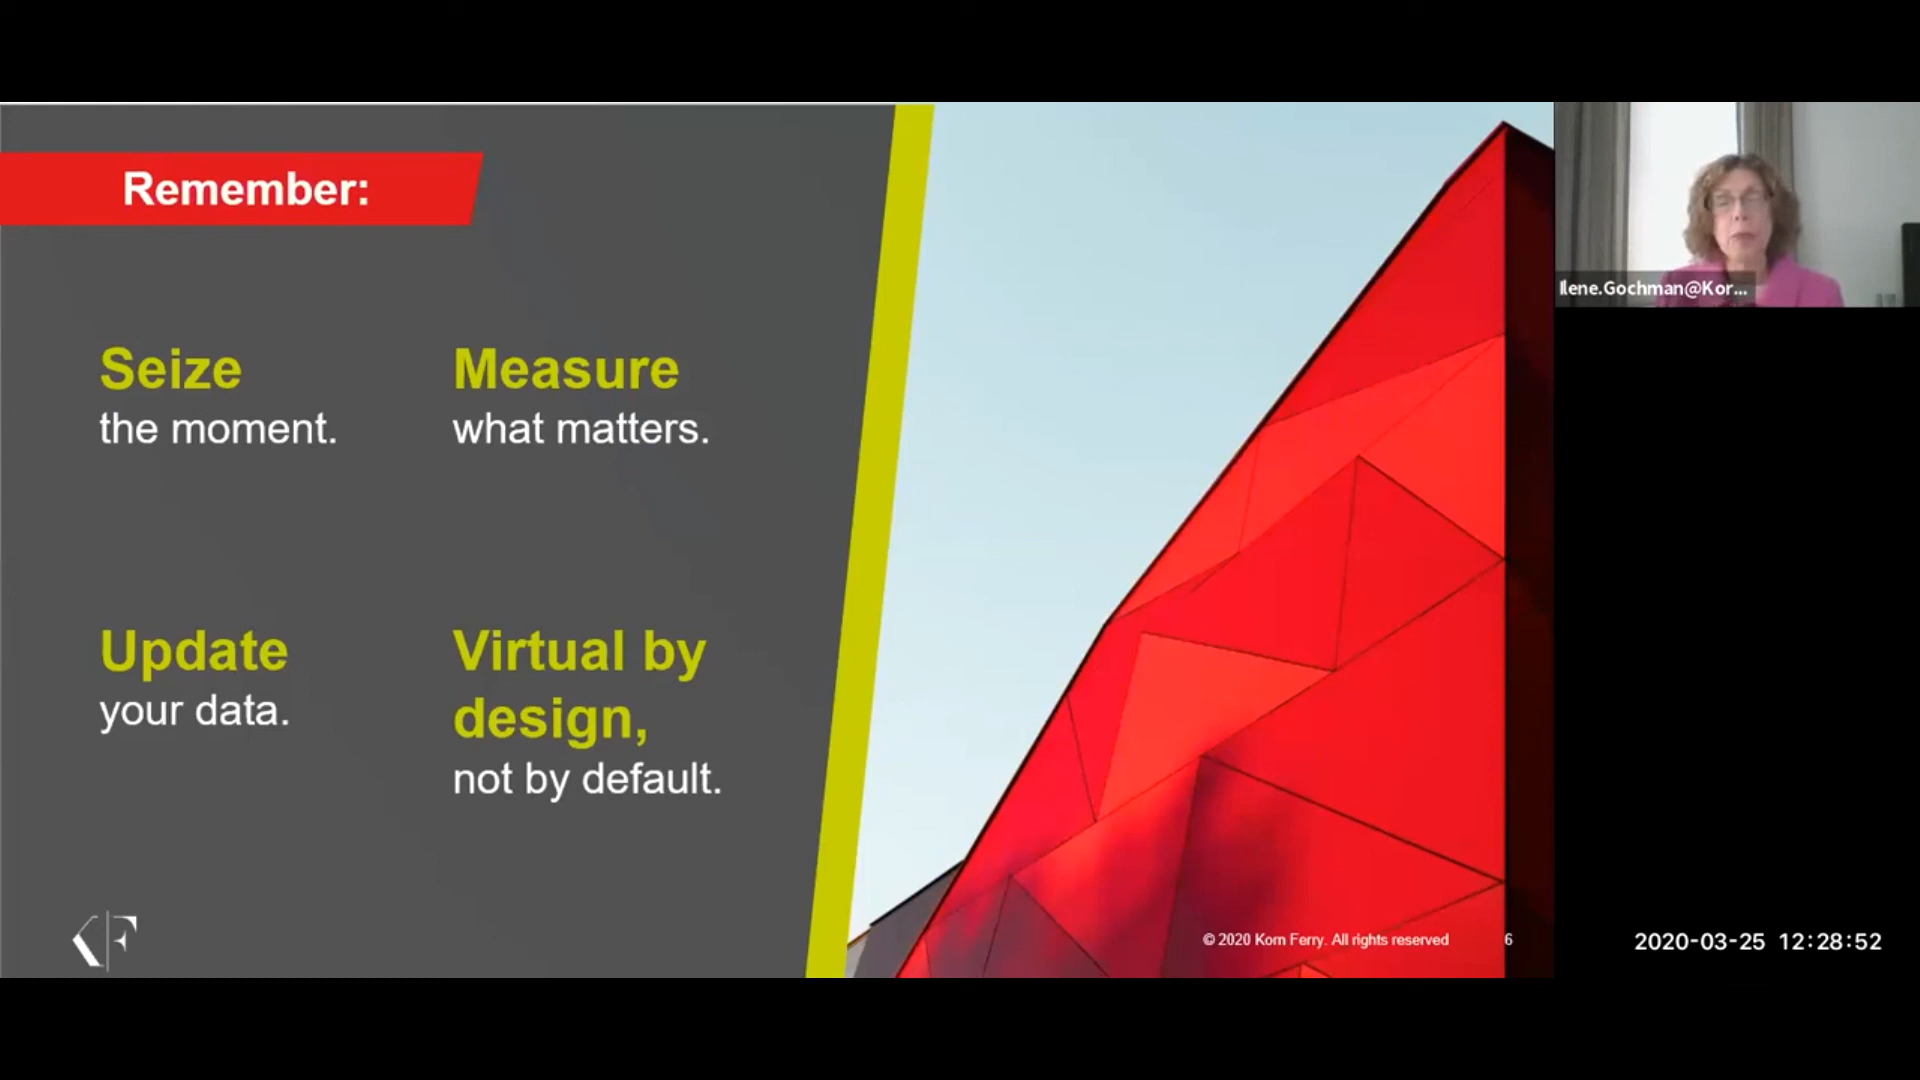 Remember:
Seize
the moment.
Measure
what matters.
Update
your data.
Virtual by
design,
not by default.
KF
© 2020 Korn Ferry. All rights reserved
6
Ilene.Gochman@Kor...
2020-03-25 12:28:52